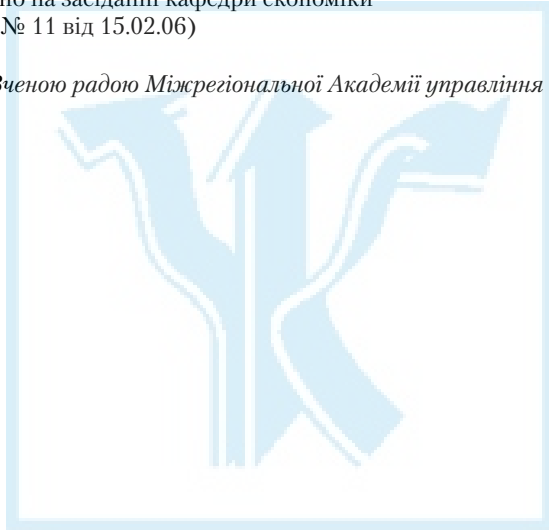 но на засіданні кафедри економіки
№ 11 від 15.02.06)
Вченою радою Міжрегіональної Академії управління